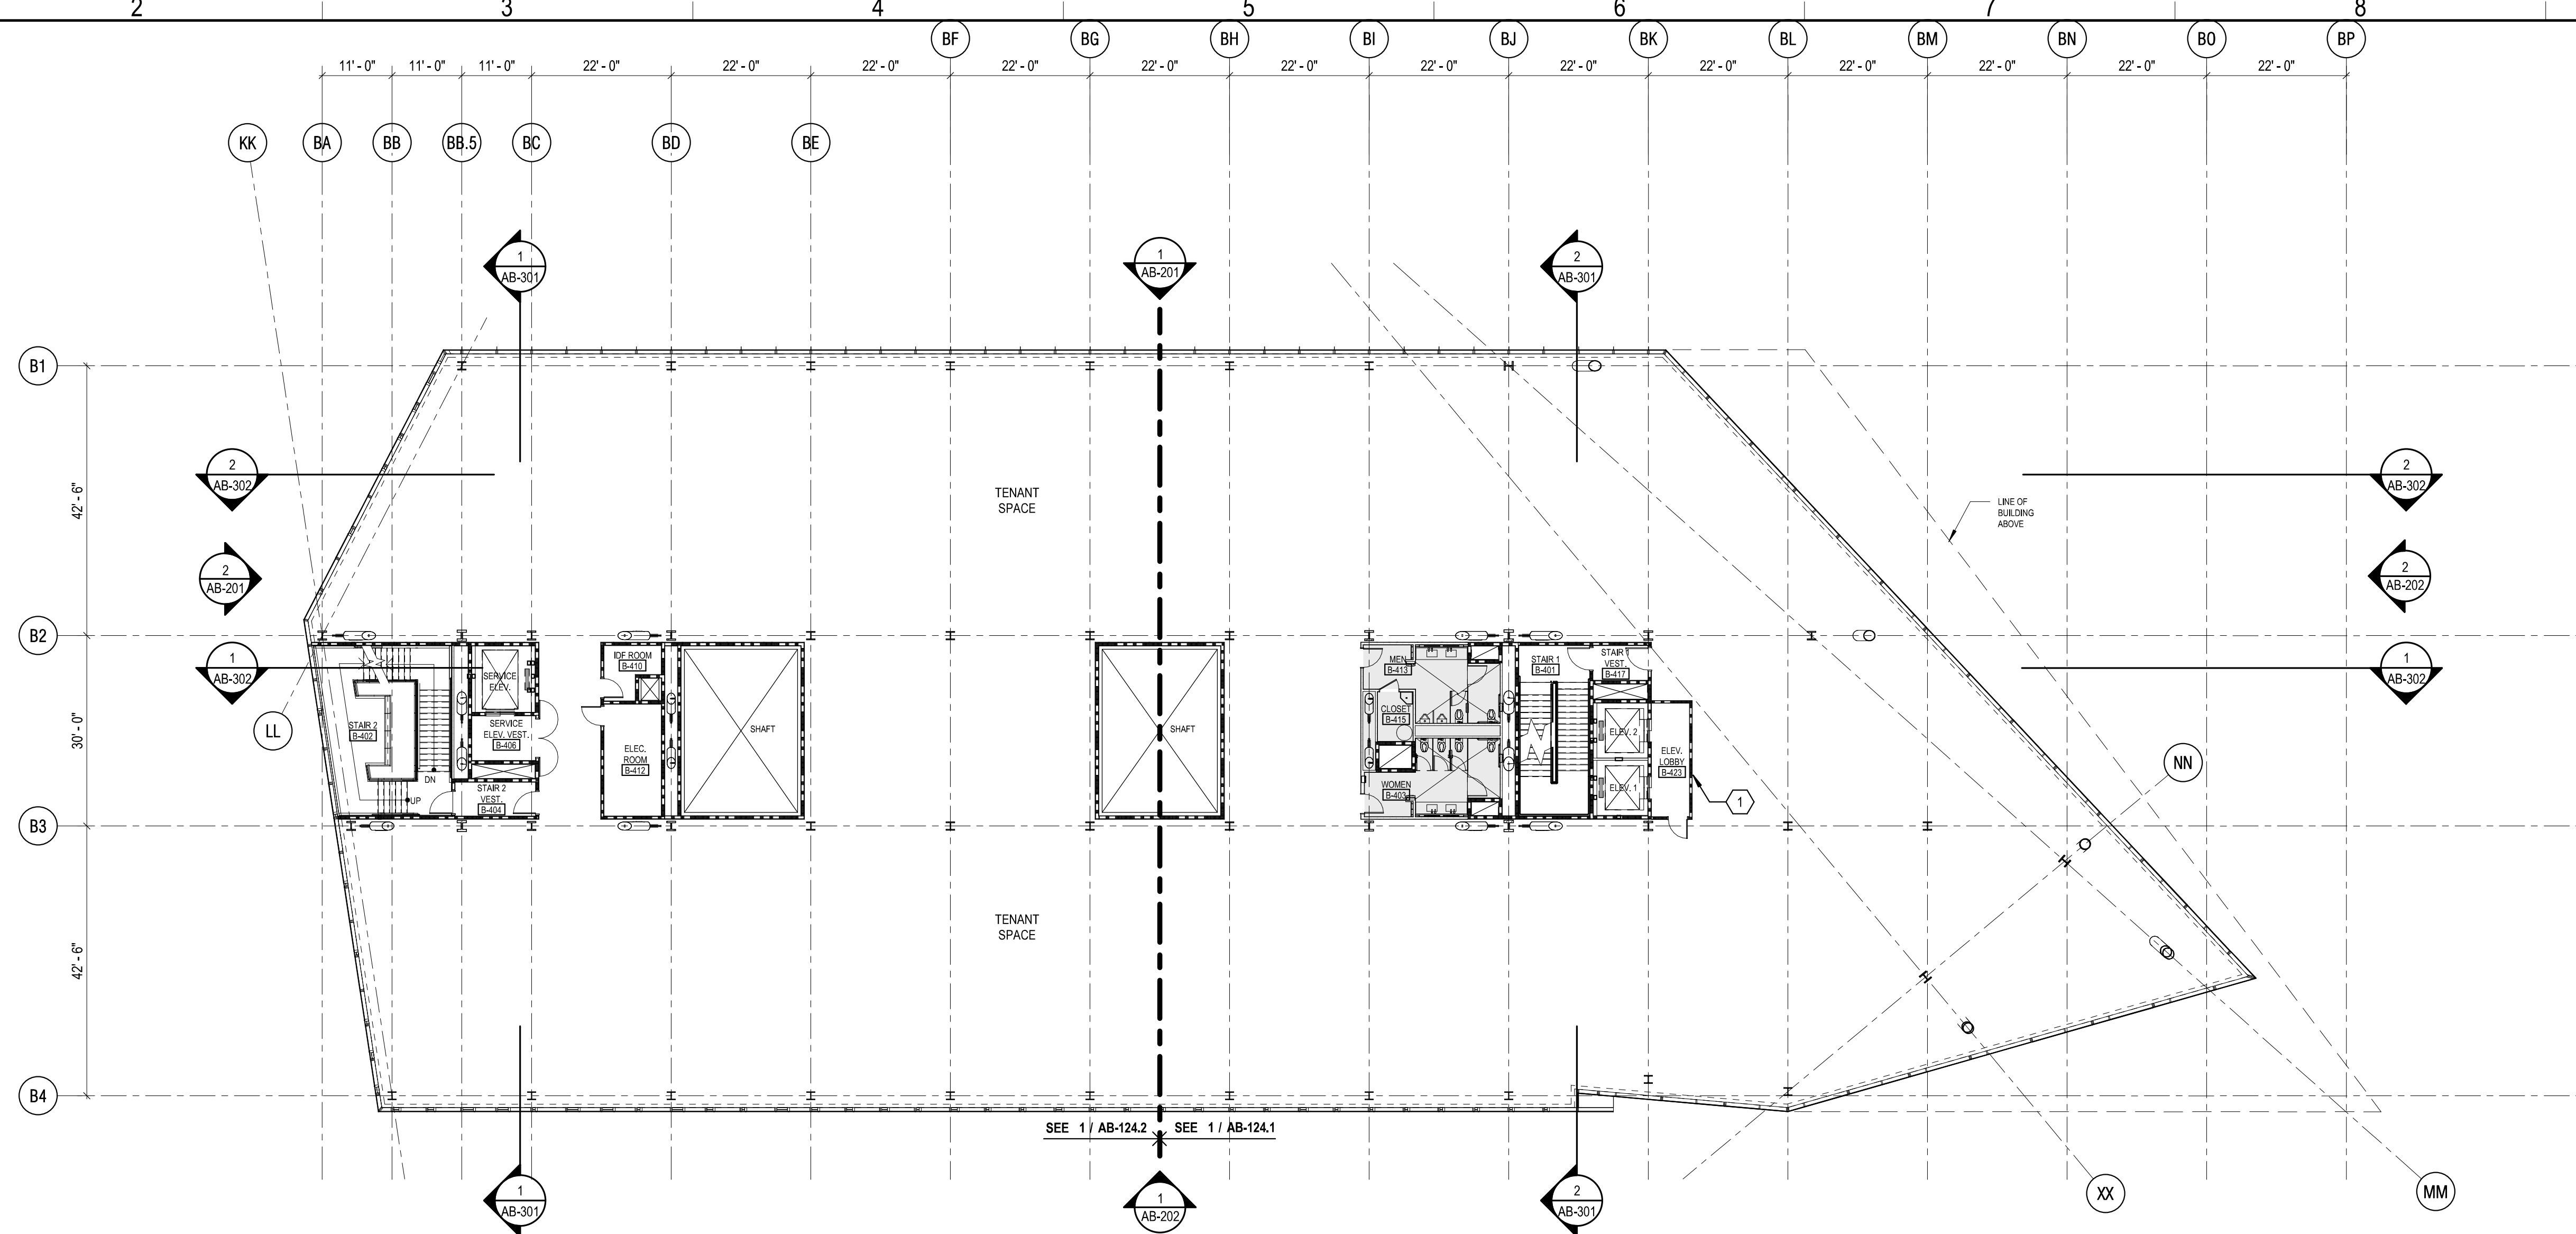 2 3 4 5 6 7 8
BF BG BH BI BJ BK BL BM BN BO BP
11' - 0" 11' - 0" 11' - 0" 22' - 0" 22' - 0" 22' - 0" 22' - 0" 22' - 0" 22' - 0" 22' - 0" 22' - 0" 22' - 0" 22' - 0" 22' - 0" 22' - 0" 22' - 0"
KK BA BB BB.5 BC BD BE
1
AB-301
1
AB-201
2
AB-301
B1
42' - 6"
2
AB-302
TENANT
SPACE
LINE OF
BUILDING
ABOVE
2
AB-302
2
AB-201
2
AB-202
B2
1
AB-302
30' - 0"
LL
STAIR 2
B-402
DN
UP
SERVICE
ELEV.
SERVICE
ELEV. VEST.
B-406
STAIR 2
VEST.
B-404
IDF ROOM
B-410
ELEC.
ROOM
B-412
SHAFT
SHAFT
MEN
B-413
CLOSET
B-415
WOMEN
B-403
STAIR 1
B-401
STAIR 1
VEST.
B-417
ELEV. 2
ELEV. 1
ELEV.
LOBBY
B-423
1
1
AB-302
NN
B3
42' - 6"
TENANT
SPACE
B4
SEE 1 / AB-124.2
SEE 1 / AB-124.1
1
AB-301
1
AB-202
2
AB-301
XX
MM